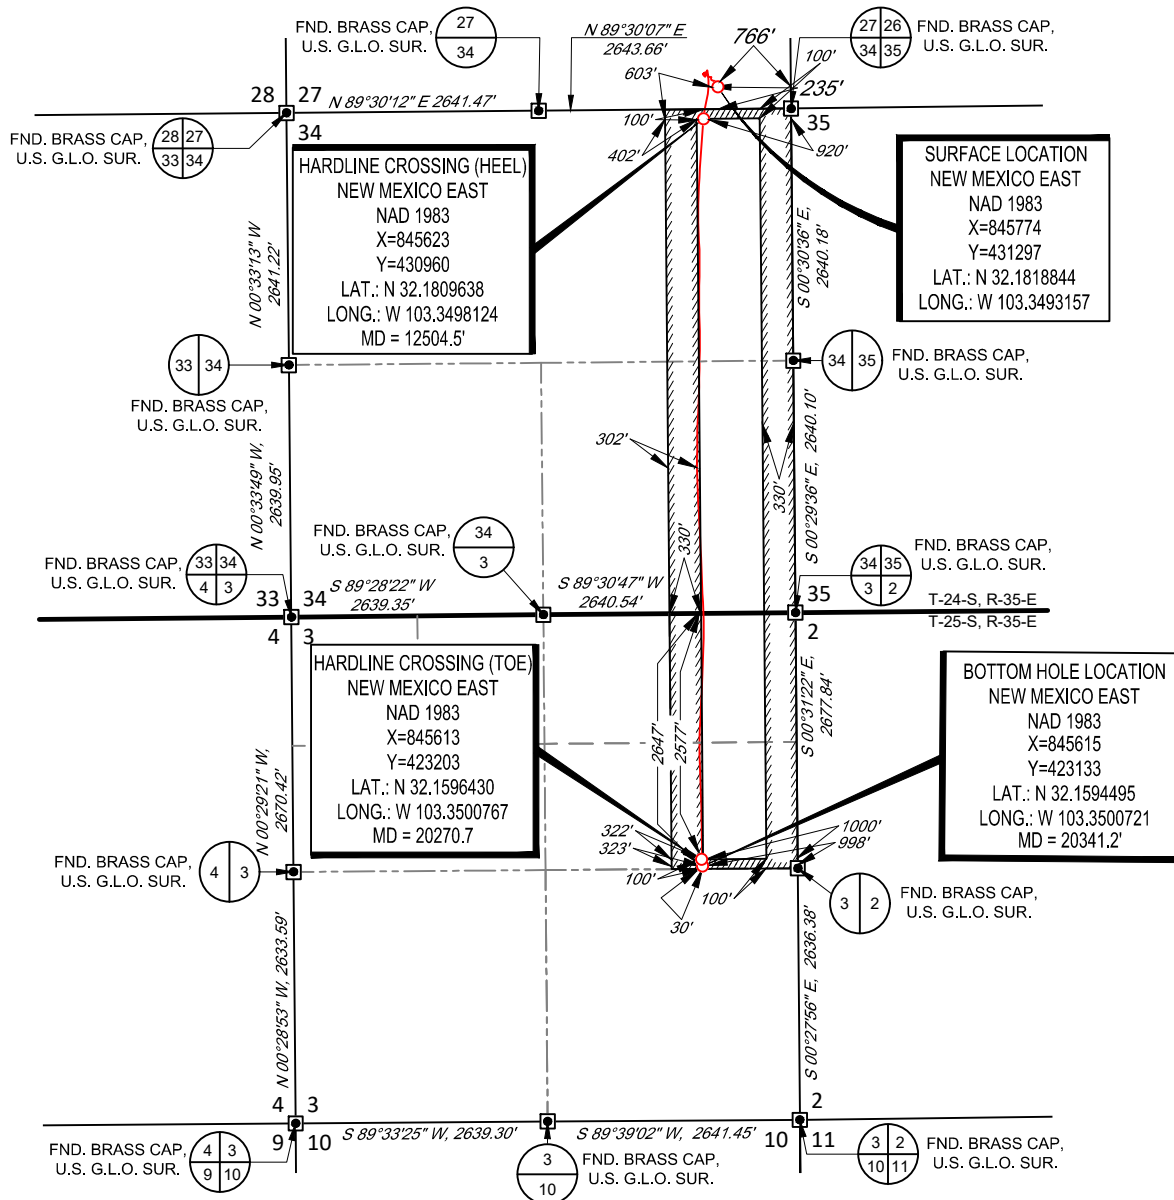 FND. BRASS CAP,
U.S. G.L.O. SUR.
27
34
N 89°30'07" E
2643.66'
766'
27 26
34 35
FND. BRASS CAP,
U.S. G.L.O. SUR.
100'
603'
235'
28 27
N 89°30'12" E 2641.47'
34
35
FND. BRASS CAP,
U.S. G.L.O. SUR.
28 27
33 34
100'
402'
920'
HARDLINE CROSSING (HEEL)
NEW MEXICO EAST
NAD 1983
X=845623
Y=430960
LAT.: N 32.1809638
LONG.: W 103.3498124
MD = 12504.5'
SURFACE LOCATION
NEW MEXICO EAST
NAD 1983
X=845774
Y=431297
LAT.: N 32.1818844
LONG.: W 103.3493157
N 00°33'13" W
2641.22'
S 00°30'36" E,
2640.18'
33 34
FND. BRASS CAP,
U.S. G.L.O. SUR.
34 35
FND. BRASS CAP,
U.S. G.L.O. SUR.
N 00°33'49" W,
2639.95'
302'
330'
S 00°29'36" E, 2640.10'
FND. BRASS CAP,
U.S. G.L.O. SUR.
33 34
4 3
FND. BRASS CAP,
U.S. G.L.O. SUR.
34
3
330'
34 35
3 2
FND. BRASS CAP,
U.S. G.L.O. SUR.
33 34
S 89°28'22" W
2639.35'
S 89°30'47" W
2640.54'
35
T-24-S, R-35-E
T-25-S, R-35-E
4 3
2
HARDLINE CROSSING (TOE)
NEW MEXICO EAST
NAD 1983
X=845613
Y=423203
LAT.: N 32.1596430
LONG.: W 103.3500767
MD = 20270.7
BOTTOM HOLE LOCATION
NEW MEXICO EAST
NAD 1983
X=845615
Y=423133
LAT.: N 32.1594495
LONG.: W 103.3500721
MD = 20341.2'
N 00°29'21" W,
2670.42'
2647'
2577'
S 00°31'22" E,
2677.84'
322'
323'
100'
30'
100'
1000'
998'
FND. BRASS CAP,
U.S. G.L.O. SUR.
4 3
3 2
FND. BRASS CAP,
U.S. G.L.O. SUR.
N 00°28'53" W, 2633.59'
S 00°27'56" E, 2636.38'
4 3
2
9 10
S 89°33'25" W, 2639.30'
S 89°39'02" W, 2641.45'
10 11
FND. BRASS CAP,
U.S. G.L.O. SUR.
4 3
9 10
3
10
FND. BRASS CAP,
U.S. G.L.O. SUR.
3 2
10 11
FND. BRASS CAP,
U.S. G.L.O. SUR.